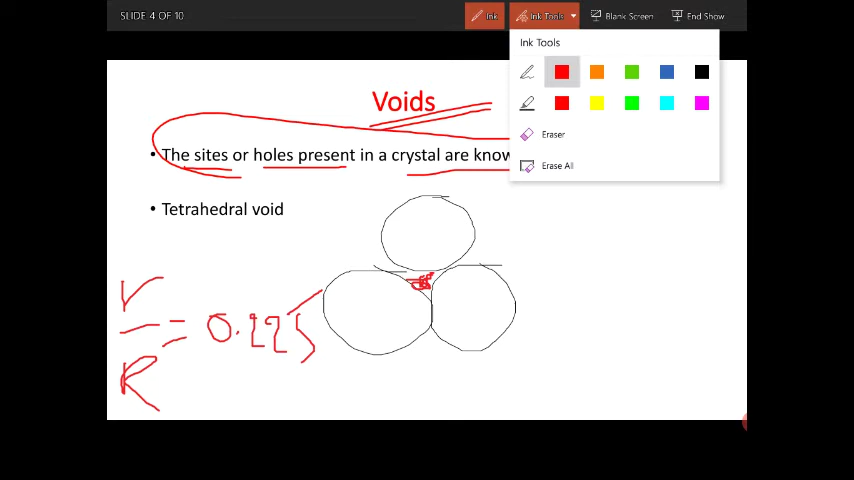 SLIDE 4 OF 10
Ink
Ink Tools
Blank Screen
End Show
Ink Tools
Eraser
Erase All
Voids
• The sites or holes present in a crystal are know
• Tetrahedral void
r
R
= 0.225